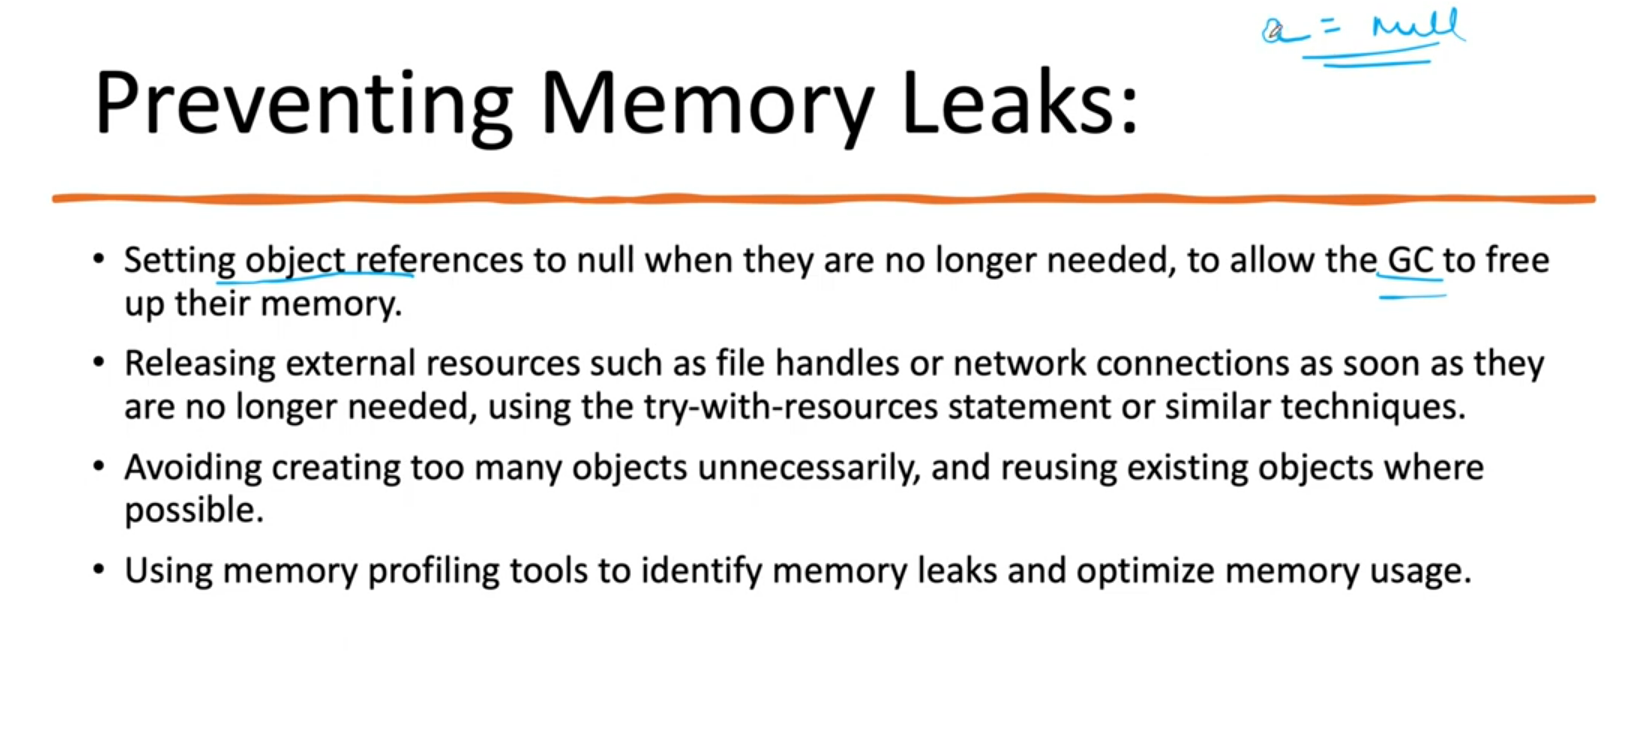 a = null
Preventing Memory Leaks:
• Setting object references to null when they are no longer needed, to allow the GC to free
up their memory.
• Releasing external resources such as file handles or network connections as soon as they
are no longer needed, using the try-with-resources statement or similar techniques.
• Avoiding creating too many objects unnecessarily, and reusing existing objects where
possible.
• Using memory profiling tools to identify memory leaks and optimize memory usage.